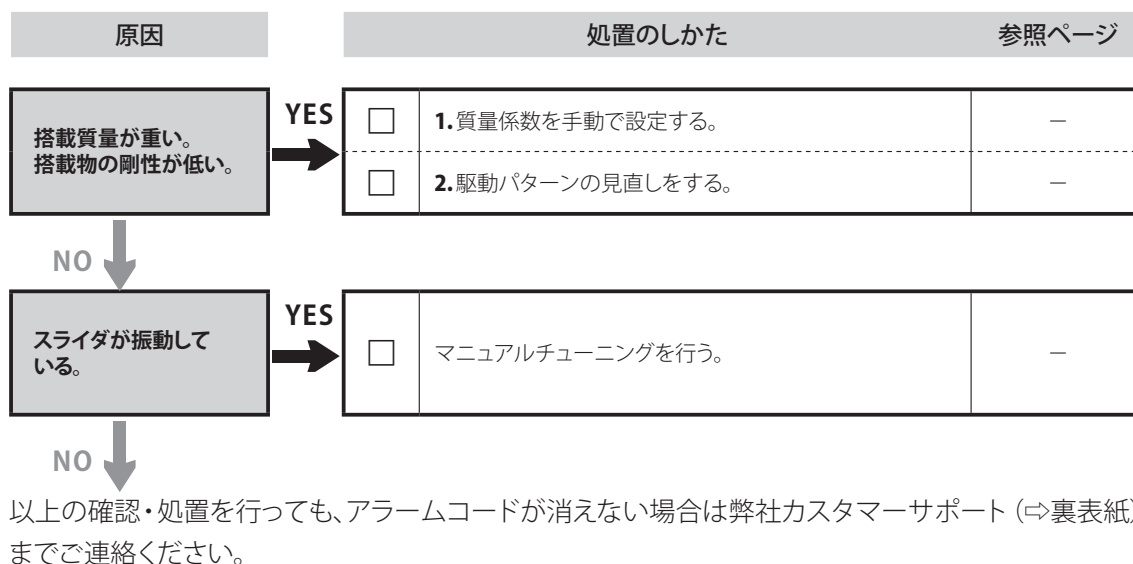 原因 処置のしかた 参照ページ
搭載質量が重い。
搭載物の剛性が低い。
YES
□ 1.質量係数を手動で設定する。 －
□ 2.駆動パターンの見直しをする。 －
NO
スライダが振動して
いる。
YES
□ マニュアルチューニングを行う。 －
NO
以上の確認・処置を行っても、アラームコードが消えない場合は弊社カスタマーサポート（⇨裏表紙）
までご連絡ください。